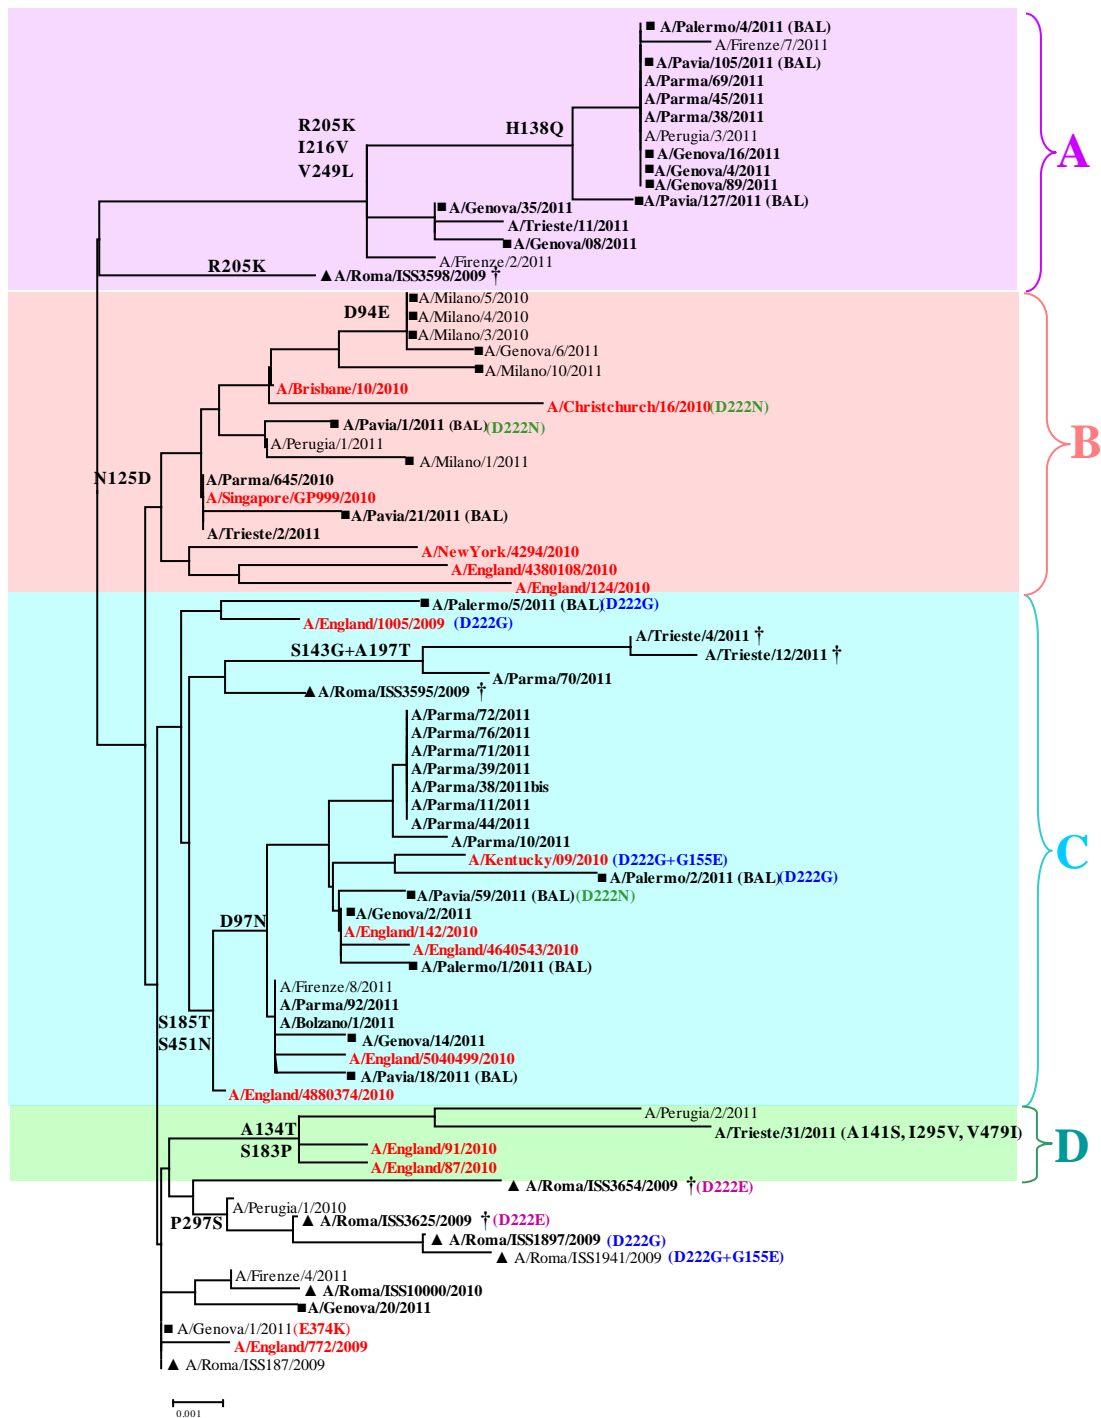 A/Palermo/4/2011 (BAL)
A/Firenze/7/2011
A/Pavia/105/2011 (BAL)
A/Parma/69/2011
A/Parma/45/2011
A/Parma/38/2011
R205K
I216V
V249L
H138Q
A/Perugia/3/2011
A/Genova/16/2011
A/Genova/4/2011
A/Genova/89/2011
A/Pavia/127/2011 (BAL)
A
A/Genova/35/2011
A/Trieste/11/2011
A/Genova/08/2011
A/Firenze/2/2011
R205K
A/Roma/ISS3598/2009 †
A/Milano/5/2010
D94E
A/Milano/4/2010
A/Milano/3/2010
A/Genova/6/2011
A/Milano/10/2011
A/Brisbane/10/2010
A/Christchurch/16/2010(D222N)
A/Pavia/1/2011 (BAL)(D222N)
A/Perugia/1/2011
A/Milano/1/2011
B
N125D
A/Parma/645/2010
A/Singapore/GP999/2010
A/Pavia/21/2011 (BAL)
A/Trieste/2/2011
A/NewYork/4294/2010
A/England/4380108/2010
A/England/124/2010
A/Palermo/5/2011 (BAL)(D222G)
A/England/1005/2009 (D222G)
A/Trieste/4/2011 †
S143G+A197T
A/Trieste/12/2011 †
A/Parma/70/2011
A/Roma/ISS3595/2009 †
A/Parma/72/2011
A/Parma/76/2011
A/Parma/71/2011
A/Parma/39/2011
A/Parma/38/2011bis
A/Parma/11/2011
A/Parma/44/2011
A/Parma/10/2011
C
A/Kentucky/09/2010 (D222G+G155E)
A/Palermo/2/2011 (BAL)(D222G)
A/Pavia/59/2011 (BAL)(D222N)
A/Genova/2/2011
D97N
A/England/142/2010
A/England/4640543/2010
A/Palermo/1/2011 (BAL)
A/Firenze/8/2011
A/Parma/92/2011
A/Bolzano/1/2011
S185T
S451N
A/Genova/14/2011
A/England/5040499/2010
A/Pavia/18/2011 (BAL)
A/England/4880374/2010
A/Perugia/2/2011
A134T
S183P
A/Trieste/31/2011 (A141S, I295V, V479I)
A/England/91/2010
A/England/87/2010
D
A/Roma/ISS3654/2009 †(D222E)
A/Perugia/1/2010
P297S
A/Roma/ISS3625/2009 †(D222E)
A/Roma/ISS1897/2009 (D222G)
A/Roma/ISS1941/2009 (D222G+G155E)
A/Firenze/4/2011
A/Roma/ISS10000/2010
A/Genova/20/2011
A/Genova/1/2011(E374K)
A/England/772/2009
A/Roma/ISS187/2009
0.001